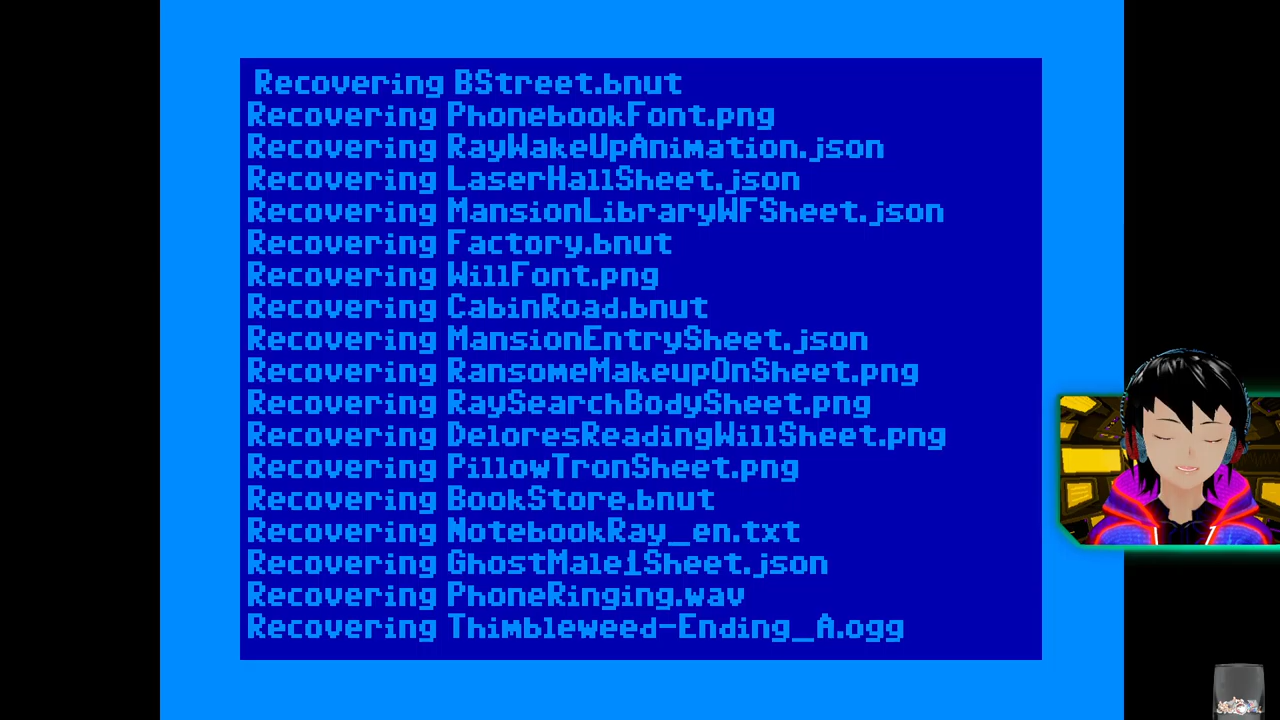 Recovering BStreet.bnut
Recovering PhonebookFont.png
Recovering RayWakeUpAnimation.json
Recovering LaserHallSheet.json
Recovering MansionLibraryWFSheet.json
Recovering Factory.bnut
Recovering WillFont.png
Recovering CabinRoad.bnut
Recovering MansionEntrySheet.json
Recovering RansomeMakeupOnSheet.png
Recovering RaySearchBodySheet.png
Recovering DeloresReadingWillSheet.png
Recovering PillowTronSheet.png
Recovering BookStore.bnut
Recovering NotebookRay_en.txt
Recovering GhostMale1Sheet.json
Recovering PhoneRinging.wav
Recovering Thimbleweed-Ending_A.ogg